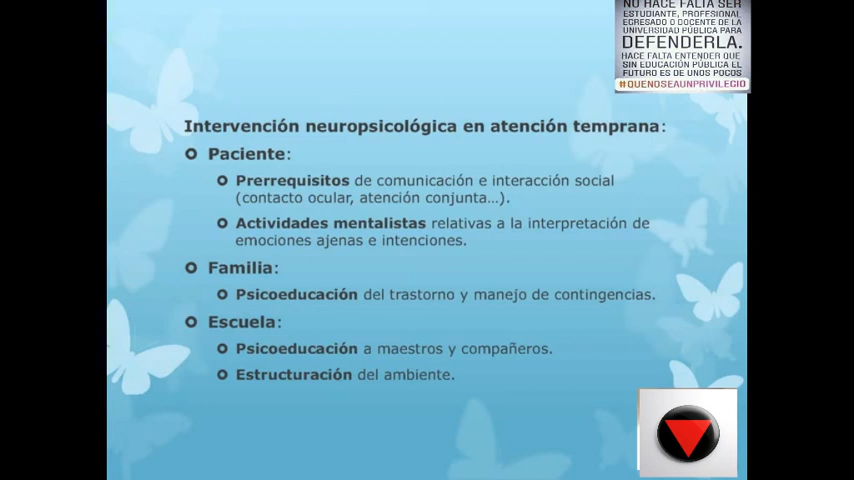 NO HACE FALTA SER
ESTUDIANTE, PROFESIONAL,
EGRESADO O DOCENTE DE LA
UNIVERSIDAD PÚBLICA PARA
DEFENDERLA.
HACE FALTA ENTENDER QUE
SIN EDUCACIÓN PÚBLICA EL
FUTURO ES DE UNOS POCOS
#QUENOSEAUNPRIVILEGIO
Intervención neuropsicológica en atención temprana:
Paciente:
Prerrequisitos de comunicación e interacción social
(contacto ocular, atención conjunta…).
Actividades mentalistas relativas a la interpretación de
emociones ajenas e intenciones.
Familia:
Psicoeducación del trastorno y manejo de contingencias.
Escuela:
Psicoeducación a maestros y compañeros.
Estructuración del ambiente.